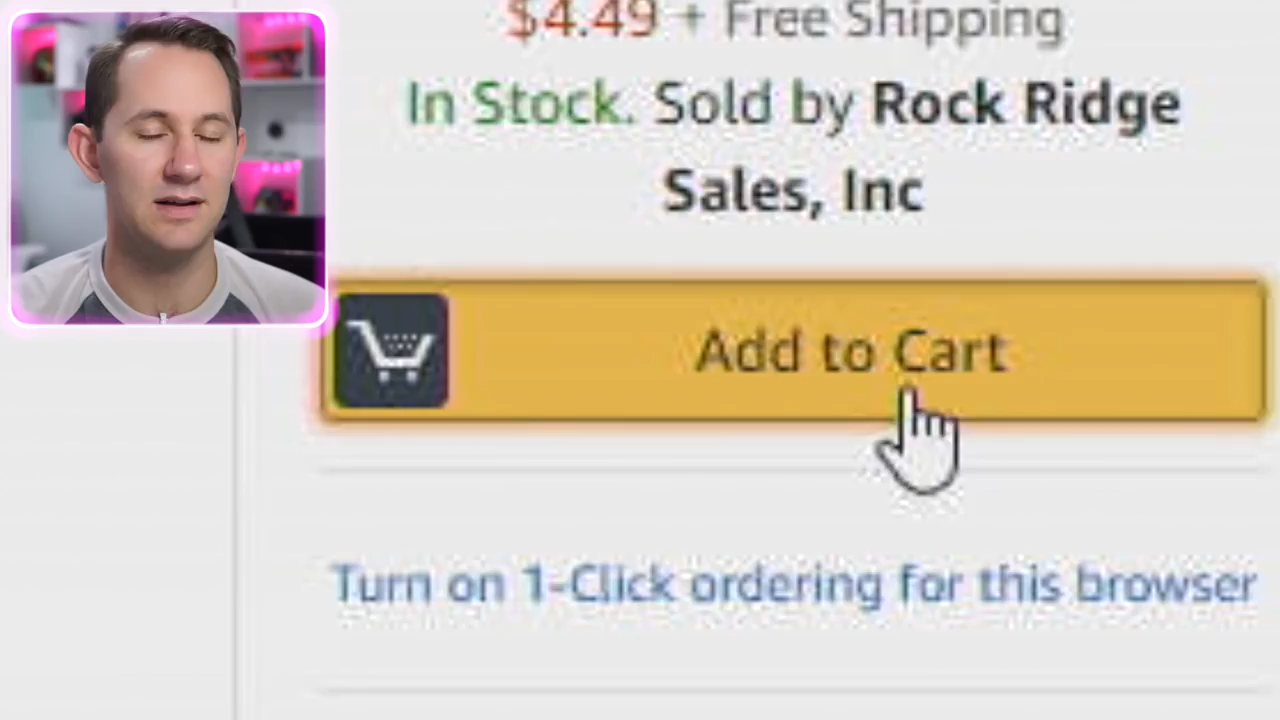 $4.49 + Free Shipping
In Stock. Sold by Rock Ridge
Sales, Inc
Add to Cart
Turn on 1-Click ordering for this browser